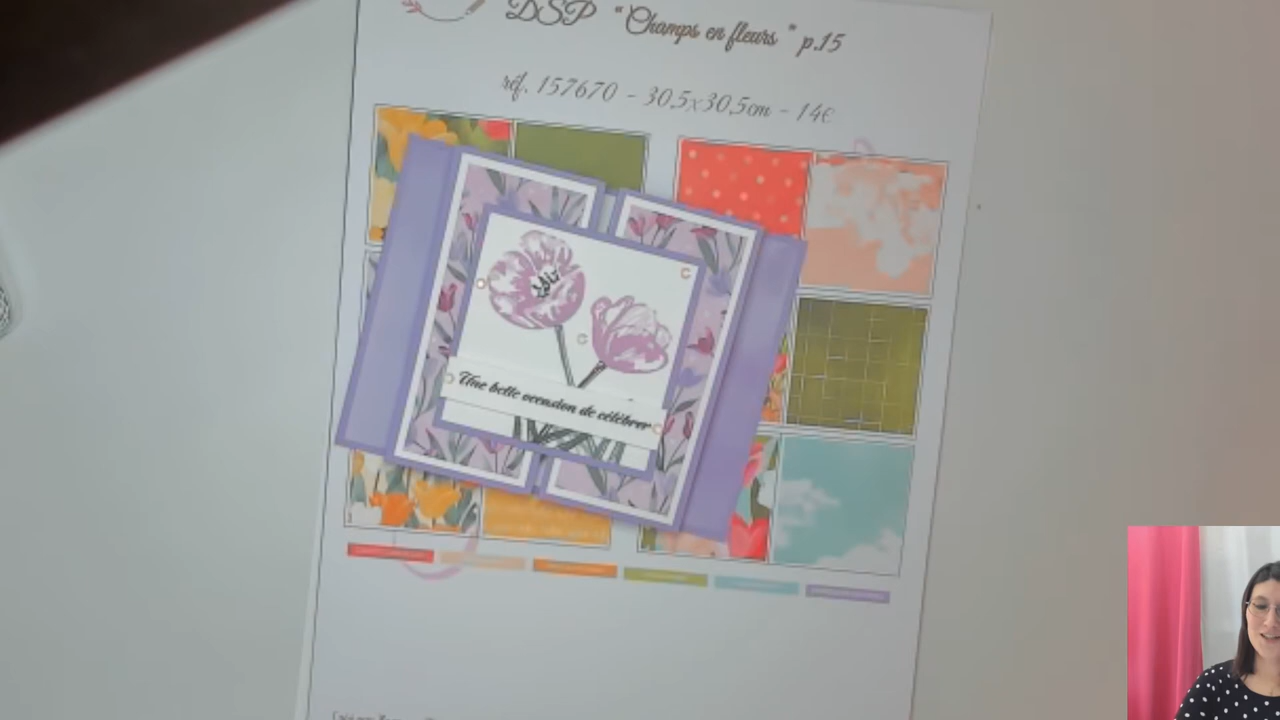 DSP "Champs en fleurs" p.15
réf. 157670 - 30,5x30,5cm - 14€
Une belle occasion de célébrer